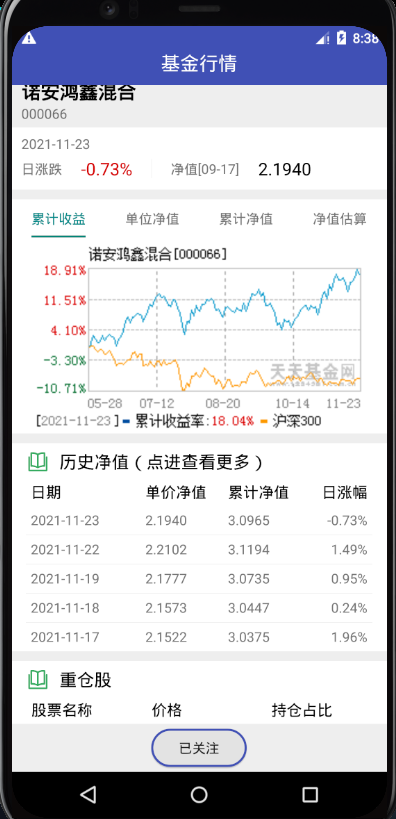 8:38
基金行情
诺安鸿鑫混合
000066
2021-11-23
日涨跌 -0.73% 净值[09-17] 2.1940
累计收益 单位净值 累计净值 净值估算
诺安鸿鑫混合[000066]
18.91%
11.51%
4.10%
-3.30%
-10.71%
天天基金网
05-28 07-12 08-20 10-14 11-23
[2021-11-23] 累计收益率:18.04% 沪深300
历史净值（点进查看更多）
日期 单价净值 累计净值 日涨幅
2021-11-23 2.1940 3.0965 -0.73%
2021-11-22 2.2102 3.1194 1.49%
2021-11-19 2.1777 3.0735 0.95%
2021-11-18 2.1573 3.0447 0.24%
2021-11-17 2.1522 3.0375 1.96%
重仓股
股票名称 价格 持仓占比
已关注